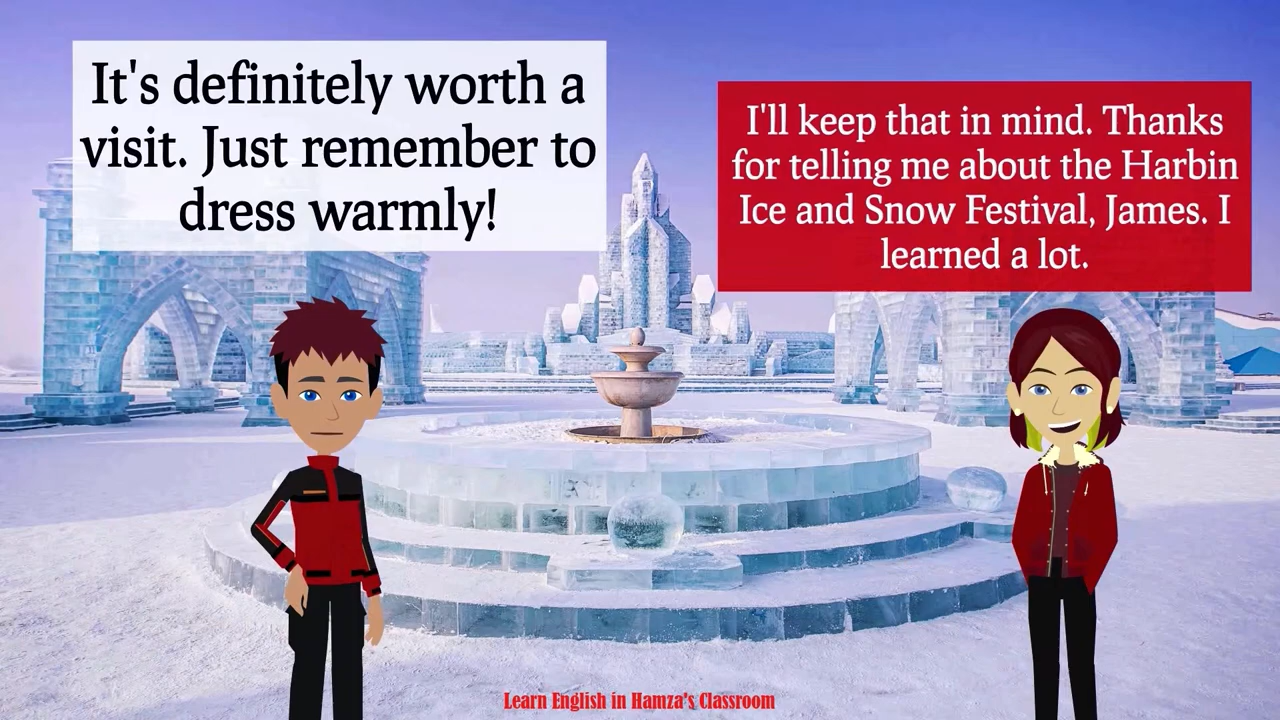 It's definitely worth a
visit. Just remember to
dress warmly!
I'll keep that in mind. Thanks
for telling me about the Harbin
Ice and Snow Festival, James. I
learned a lot.
Learn English in Hamza's Classroom